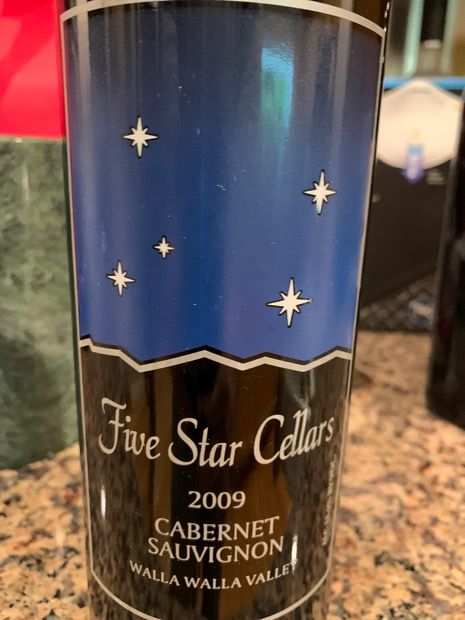 Five Star Cellars
2009
CABERNET
SAUVIGNON
WALLA WALLA VALLEY